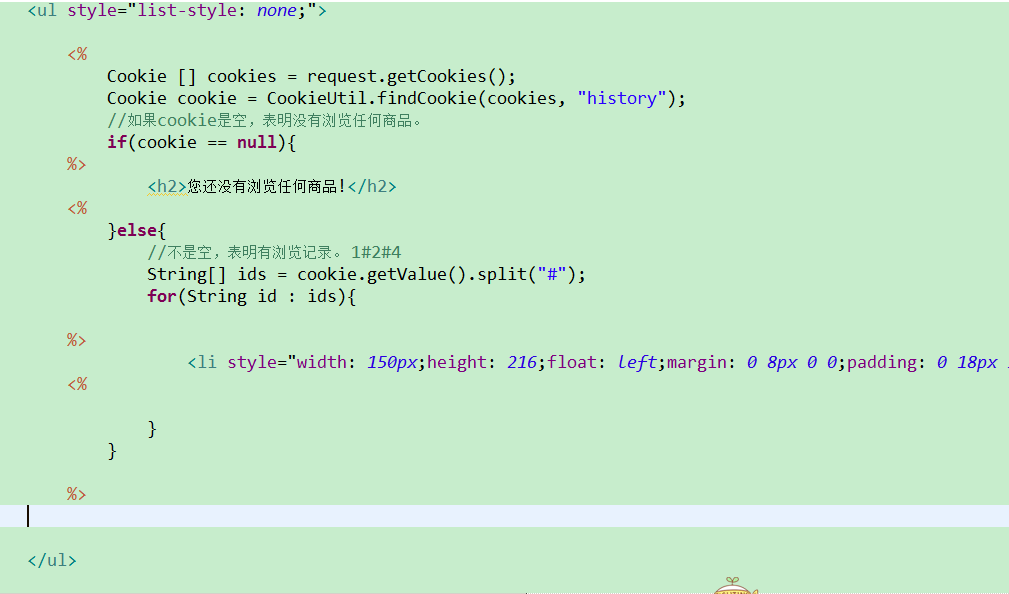 <ul style="list-style: none;">
<%
Cookie [] cookies = request.getCookies();
Cookie cookie = CookieUtil.findCookie(cookies, "history");
//如果cookie是空，表明没有浏览任何商品。
if(cookie == null){
%>
<h2>您还没有浏览任何商品!</h2>
<%
}else{
//不是空，表明有浏览记录。 1#2#4
String[] ids = cookie.getValue().split("#");
for(String id : ids){
%>
<li style="width: 150px;height: 216;float: left;margin: 0 8px 0 0;padding: 0 18px
<%
}
}
%>
</ul>